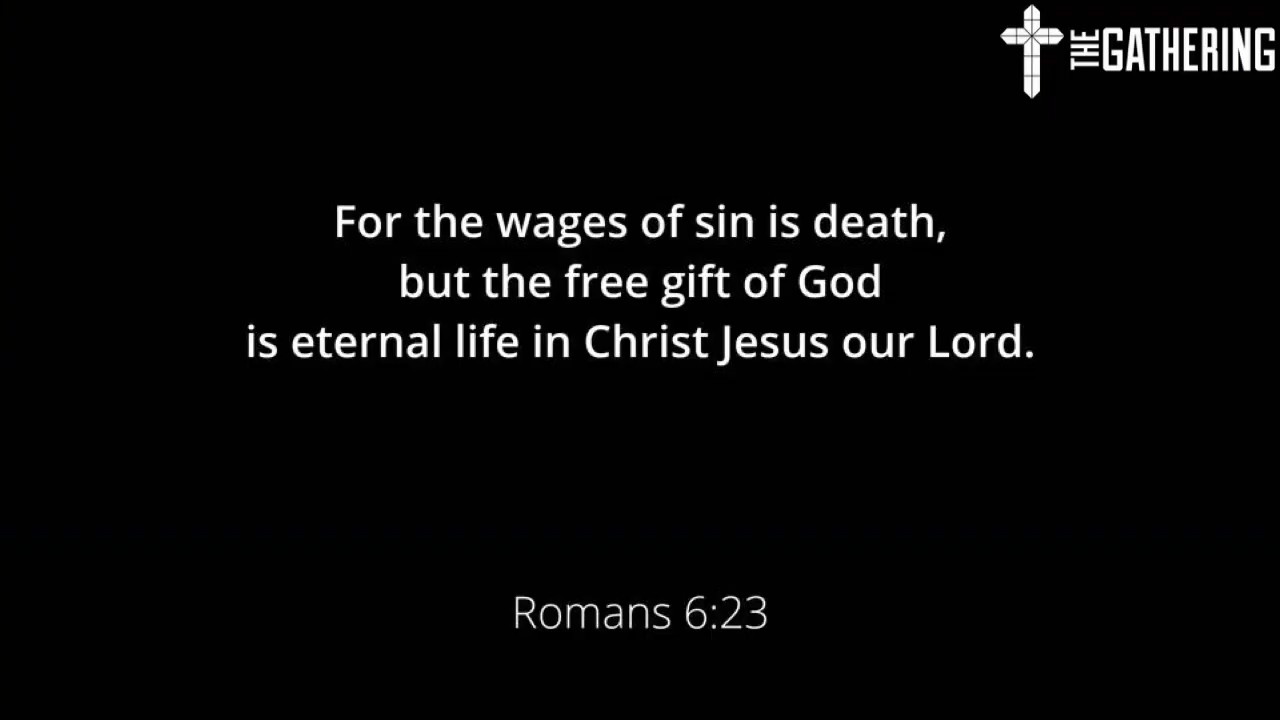 THE GATHERING
For the wages of sin is death,
but the free gift of God
is eternal life in Christ Jesus our Lord.
Romans 6:23